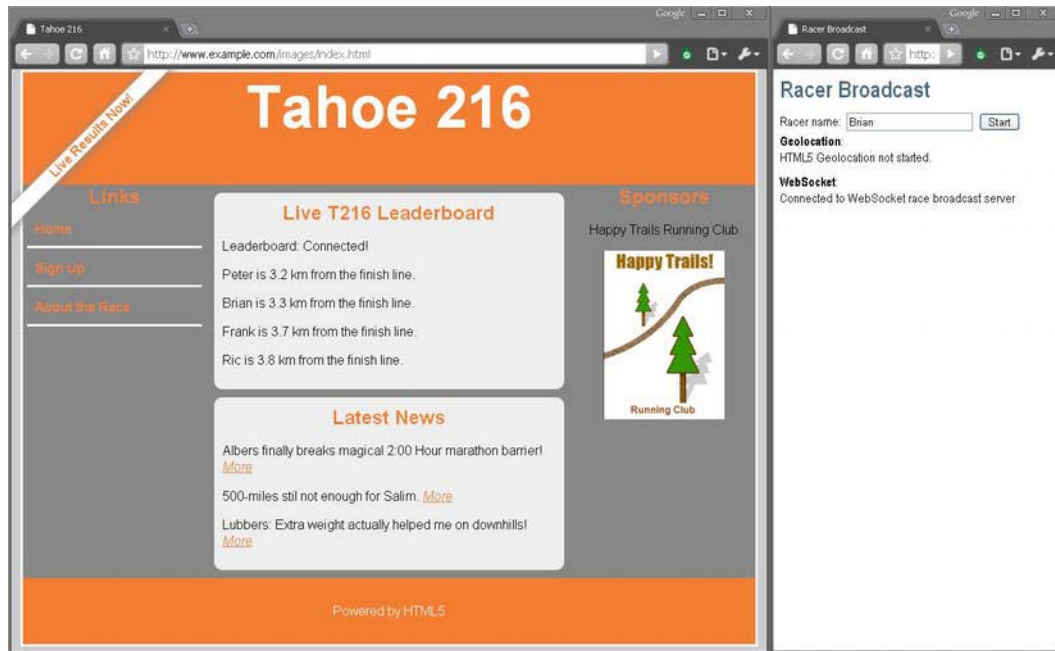 Google
Tahoe 216
http://www.example.com/images/index.html
Live Results Now!
Tahoe 216
Links
Home
Sign Up
About the Race
Live T216 Leaderboard
Leaderboard: Connected!
Peter is 3.2 km from the finish line.
Brian is 3.3 km from the finish line.
Frank is 3.7 km from the finish line.
Ric is 3.8 km from the finish line.
Latest News
Albers finally breaks magical 2:00 Hour marathon barrier!
More
500-miles stil not enough for Salim. More
Lubbers: Extra weight actually helped me on downhills!
More
Sponsors
Happy Trails Running Club
Happy Trails!
Running Club
Powered by HTML5
Google
Racer Broadcast
http:
Racer Broadcast
Racer name: Brian Start
Geolocation:
HTML5 Geolocation not started.
WebSocket:
Connected to WebSocket race broadcast server